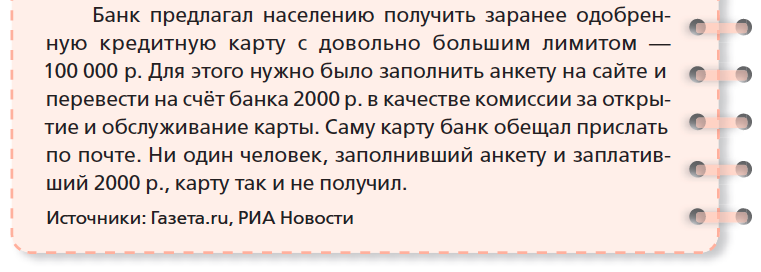 Банк предлагал населению получить заранее одобрен-
ную кредитную карту с довольно большим лимитом —
100 000 р. Для этого нужно было заполнить анкету на сайте и
перевести на счёт банка 2000 р. в качестве комиссии за откры-
тие и обслуживание карты. Саму карту банк обещал прислать
по почте. Ни один человек, заполнивший анкету и заплатив-
ший 2000 р., карту так и не получил.
Источники: Газета.ru, РИА Новости